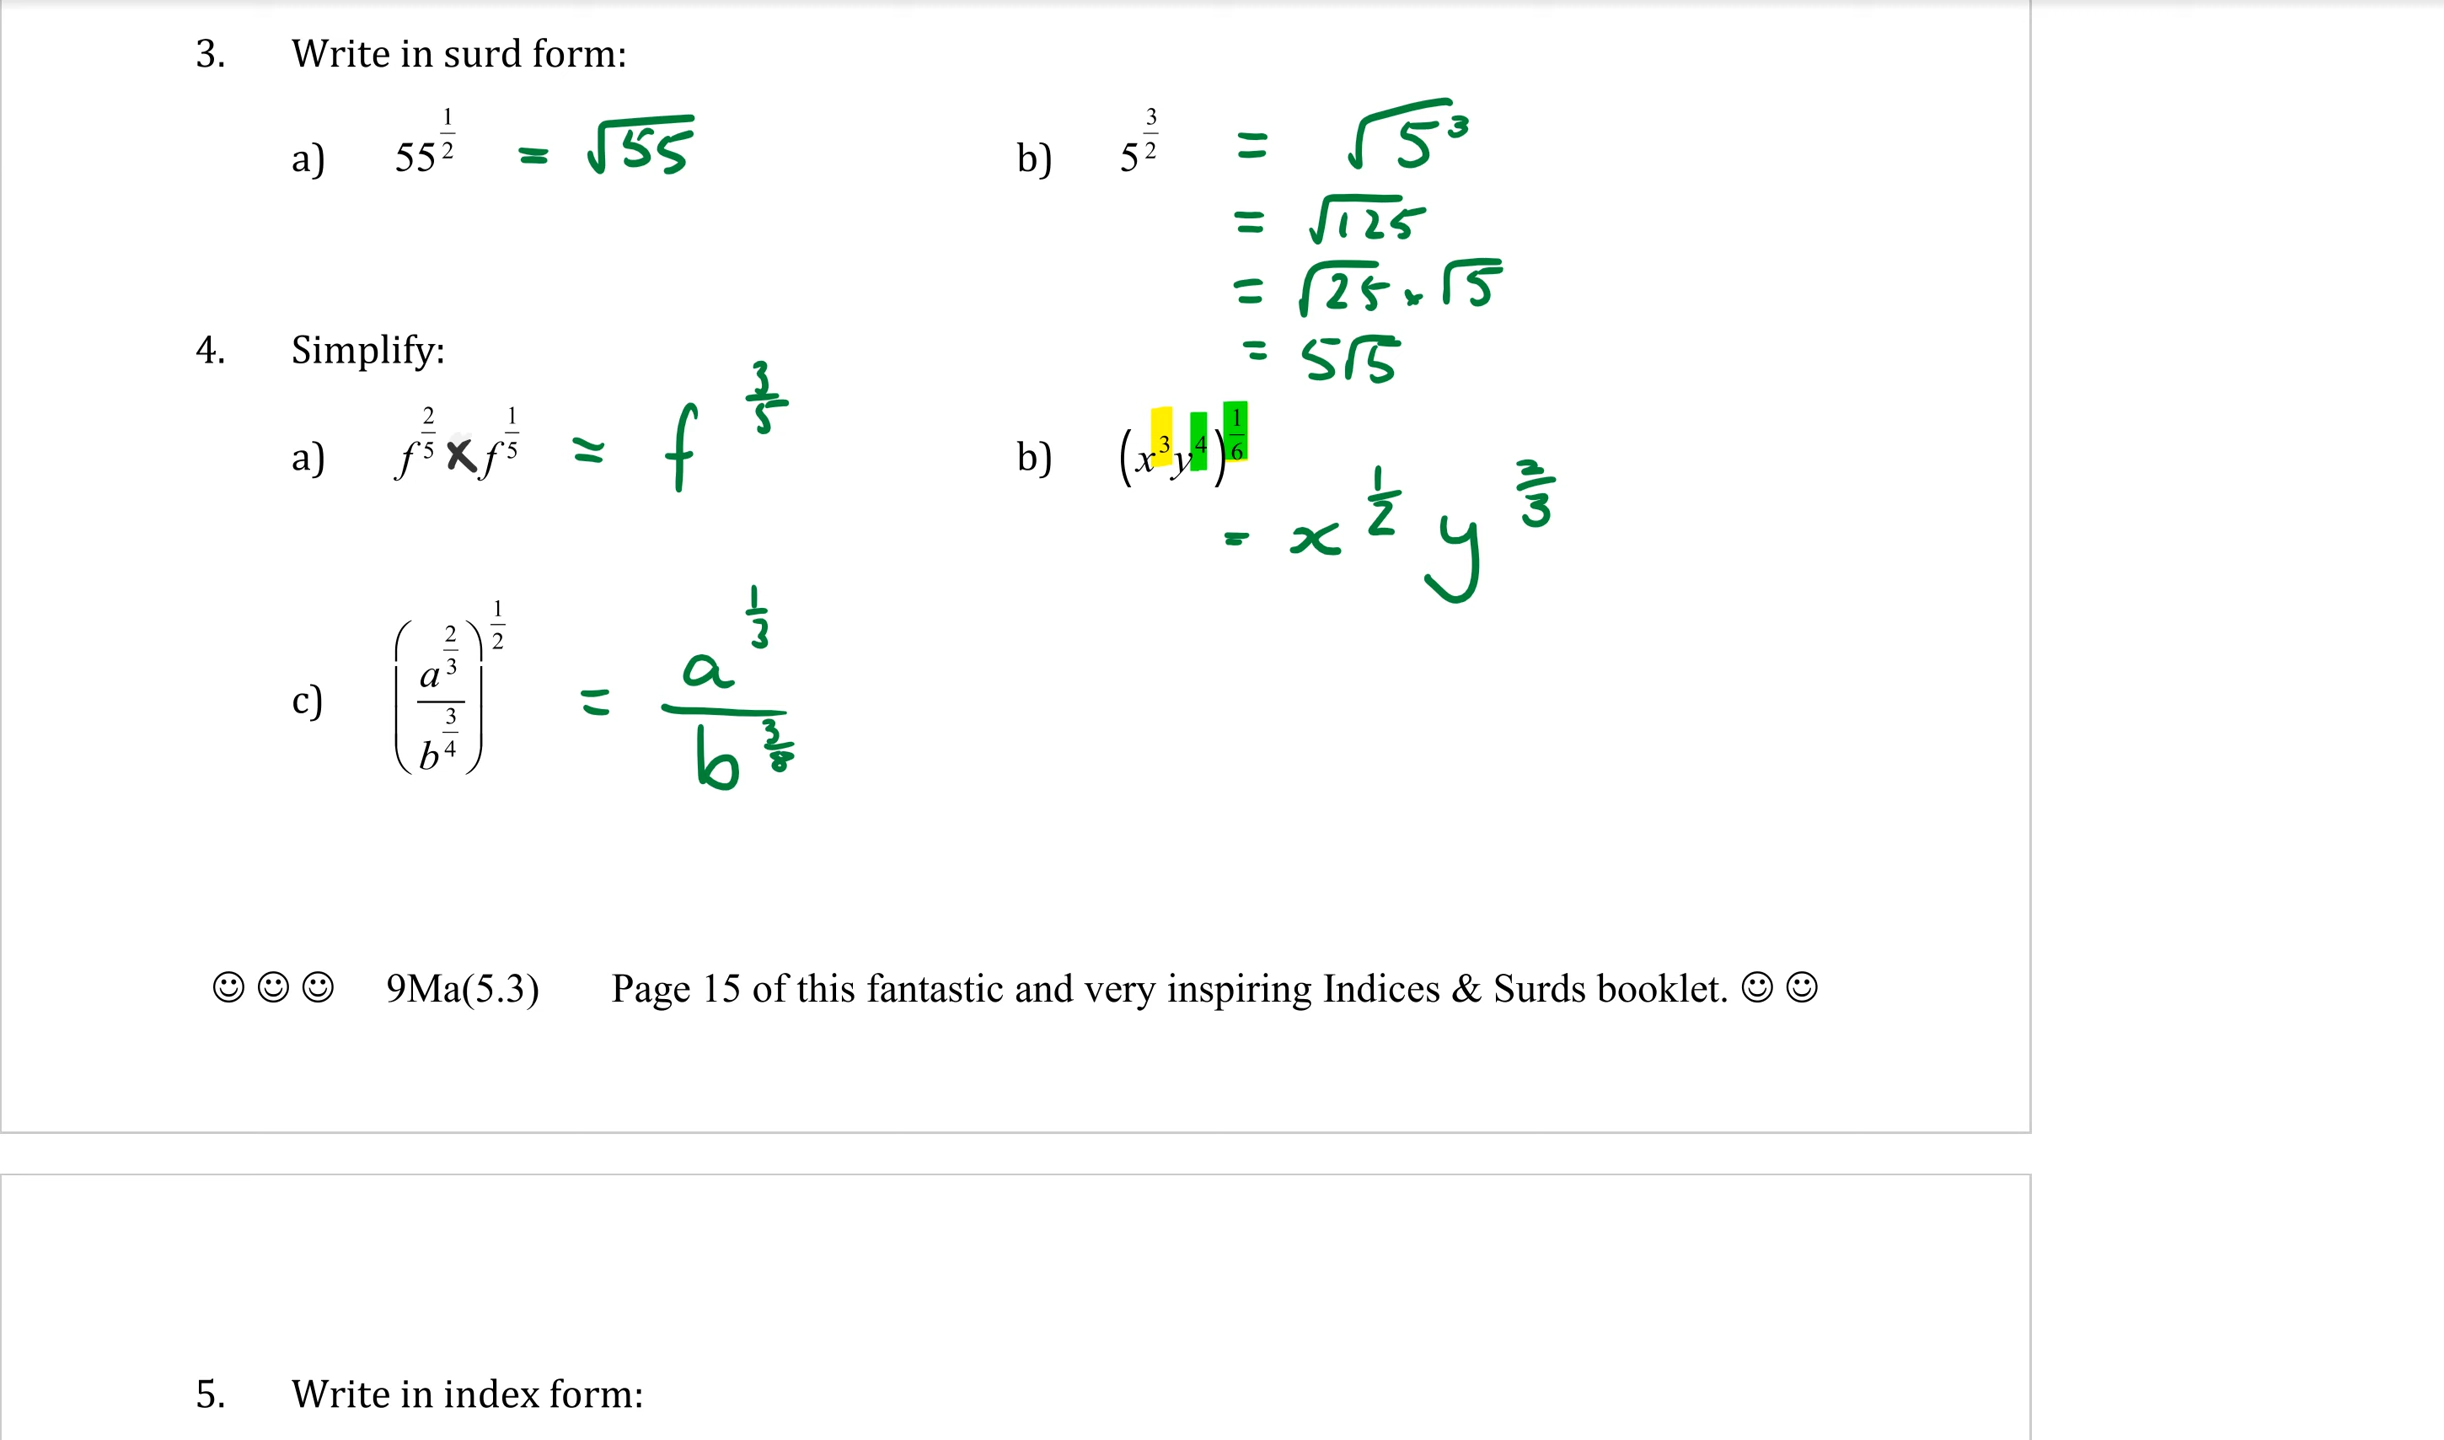 3. Write in surd form:
a) 55^(1/2) = √55
b) 5^(3/2) = √5³
= √125
= √25 × √5
= 5√5
4. Simplify:
a) f^(2/5) × f^(1/5) = f^(3/5)
b) (x³y⁴)^(1/6)
= x^(1/2) y^(2/3)
c) (a^(2/3) / b^(3/4))^(1/2) = a^(1/3) / b^(3/8)
☺ ☺ ☺ 9Ma(5.3) Page 15 of this fantastic and very inspiring Indices & Surds booklet. ☺ ☺
5. Write in index form: